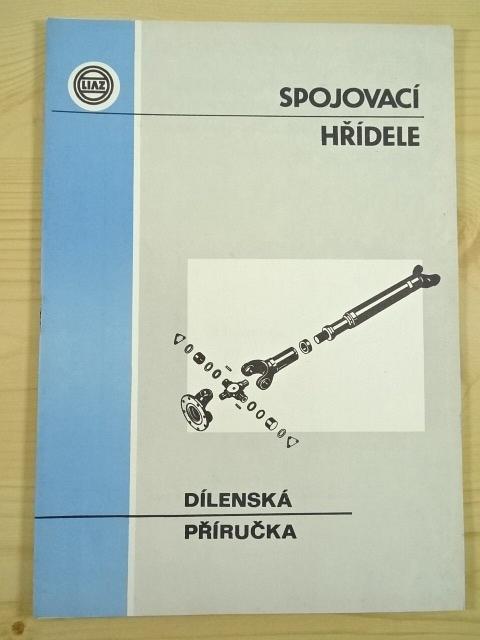 LIAZ
SPOJOVACÍ
HŘÍDELE
DÍLENSKÁ
PŘÍRUČKA